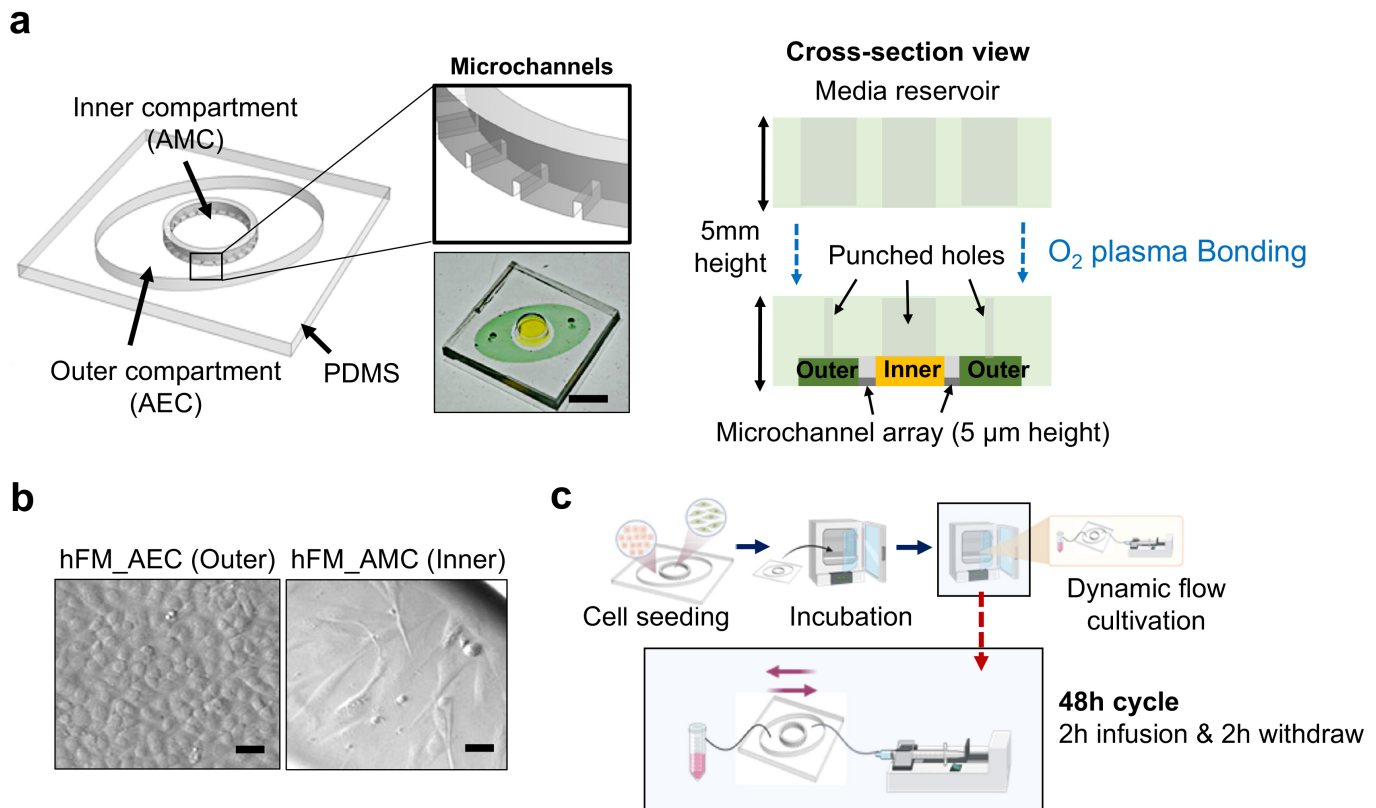 a
Inner compartment
(AMC)
Outer compartment
(AEC)
PDMS
Microchannels
Cross-section view
Media reservoir
5mm
height
Punched holes
O₂ plasma Bonding
Outer
Inner
Outer
Microchannel array (5 µm height)
b
hFM_AEC (Outer)
hFM_AMC (Inner)
c
Cell seeding
Incubation
Dynamic flow
cultivation
48h cycle
2h infusion & 2h withdraw